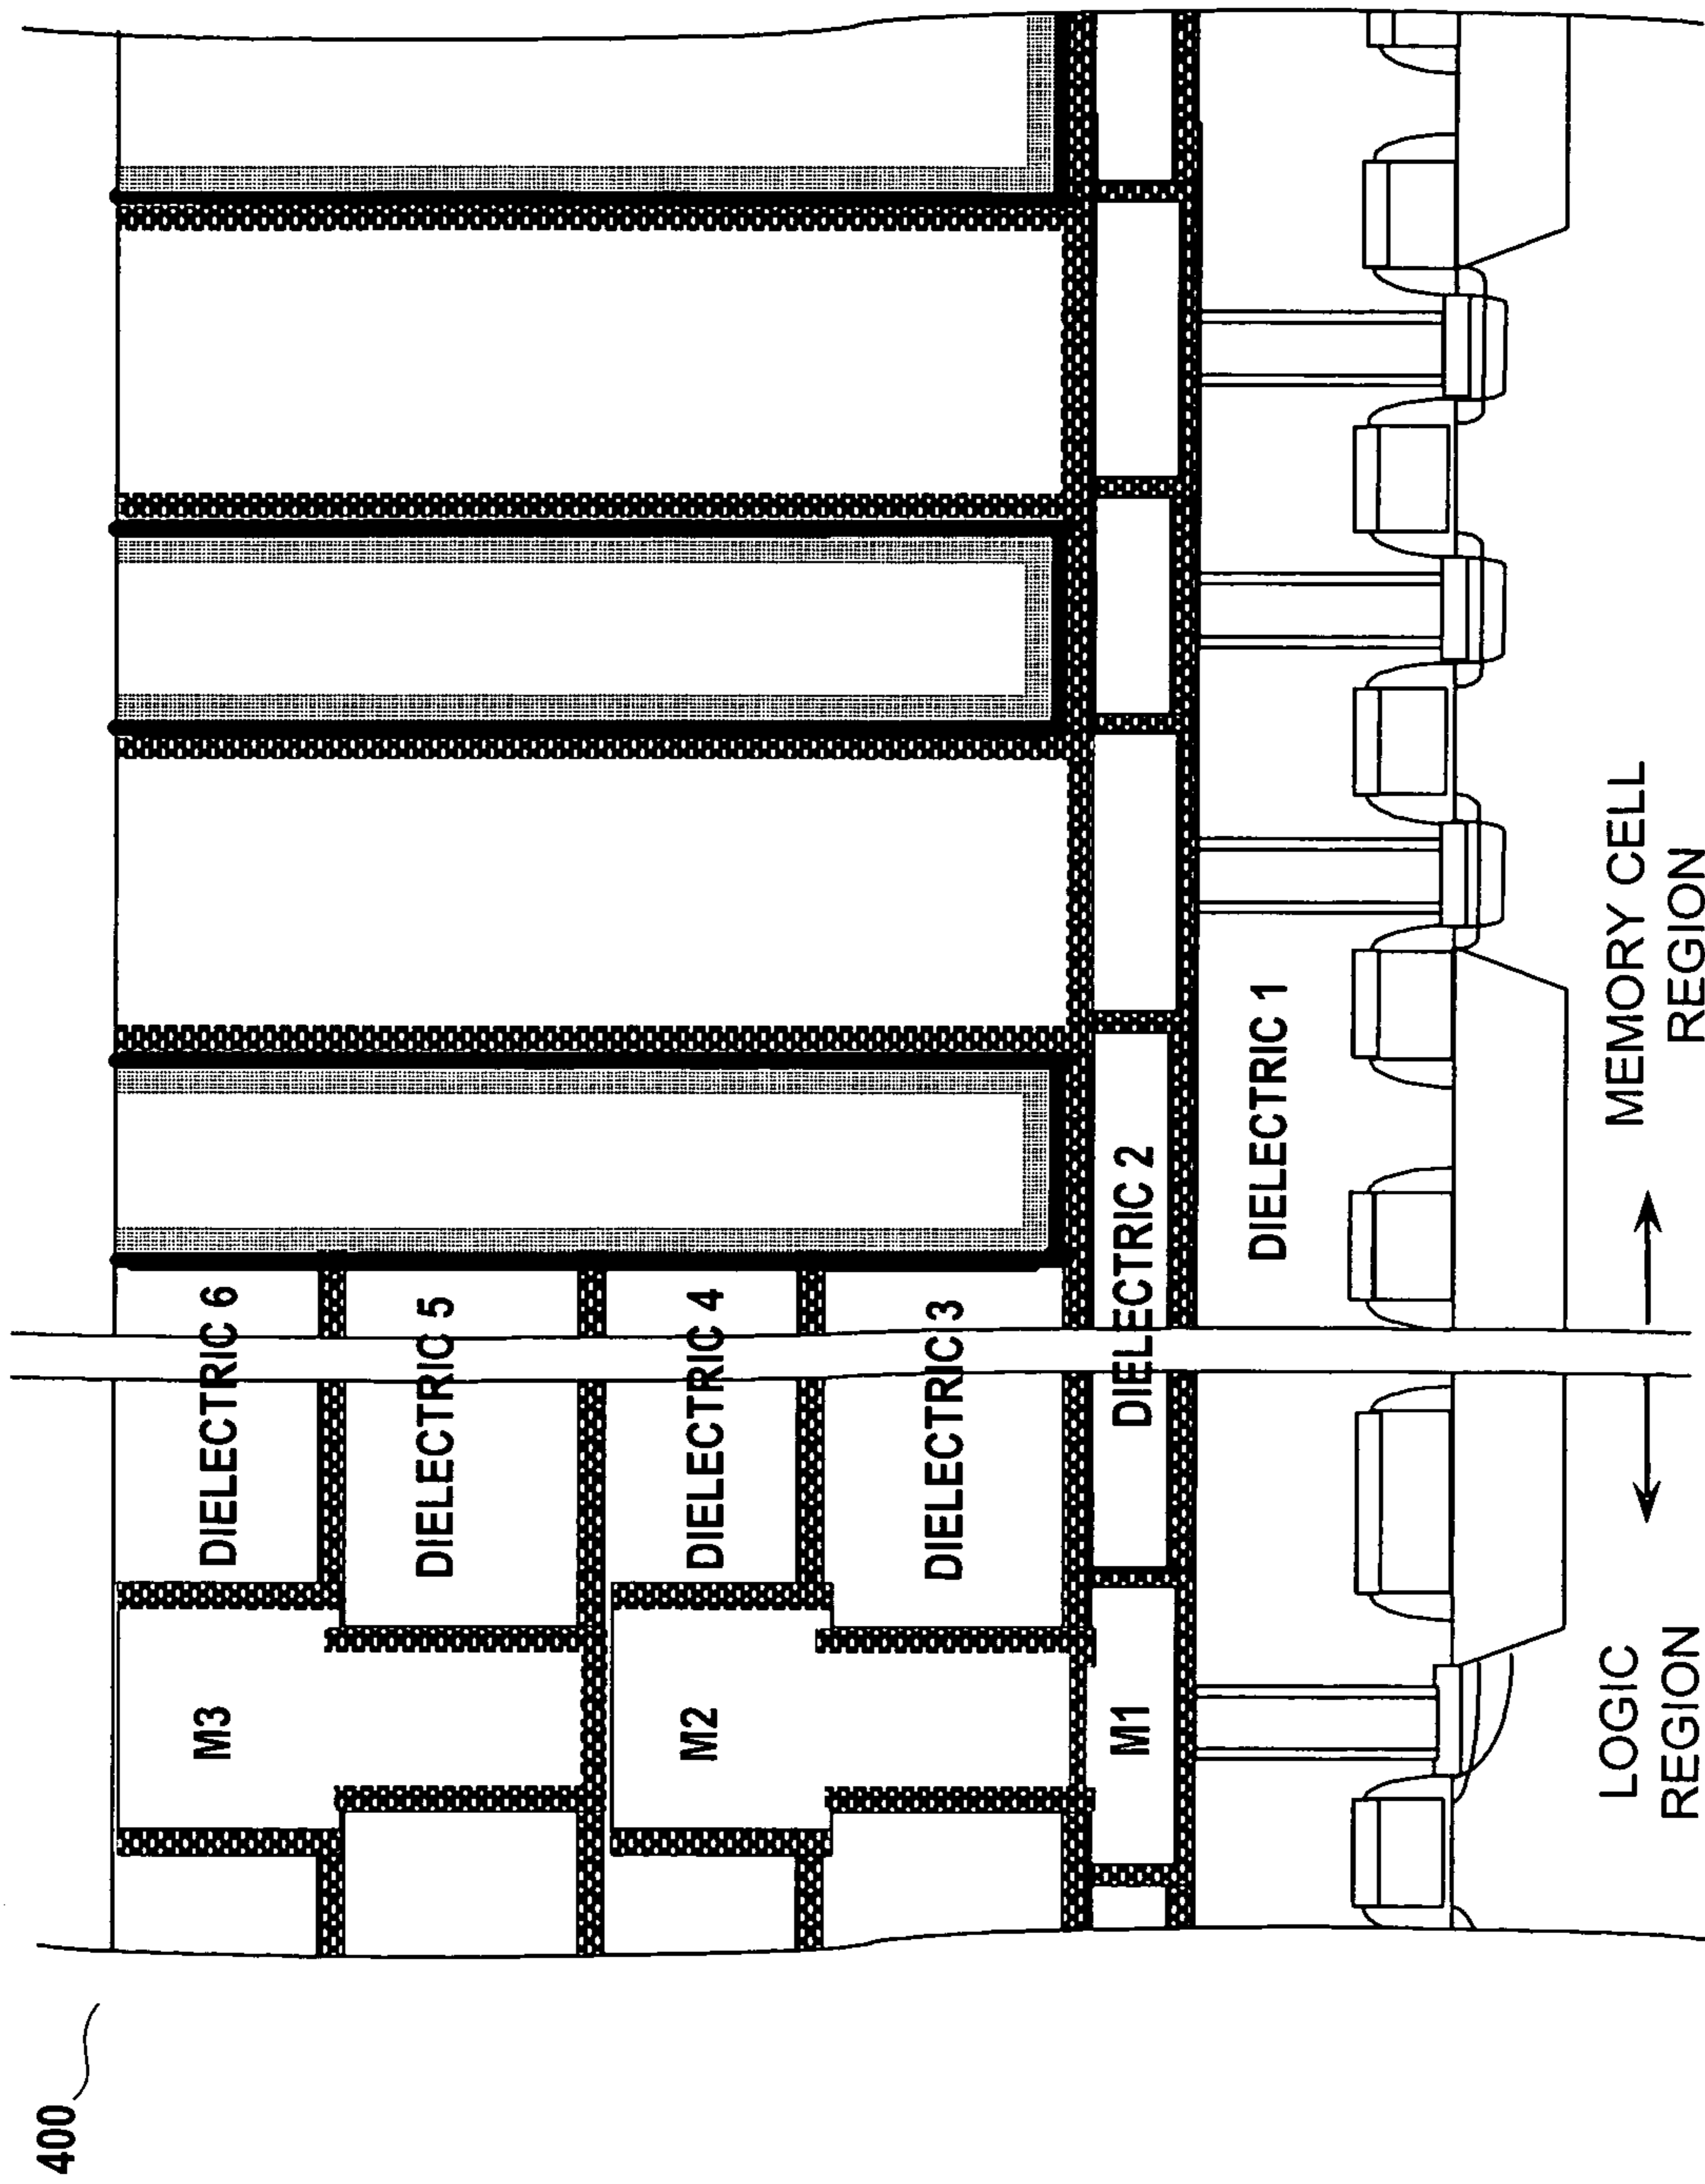 400
M3
DIELECTRIC 6
DIELECTRIC 5
M2
DIELECTRIC 4
DIELECTRIC 3
M1
DIELECTRIC 2
DIELECTRIC 1
LOGIC
REGION
MEMORY CELL
REGION